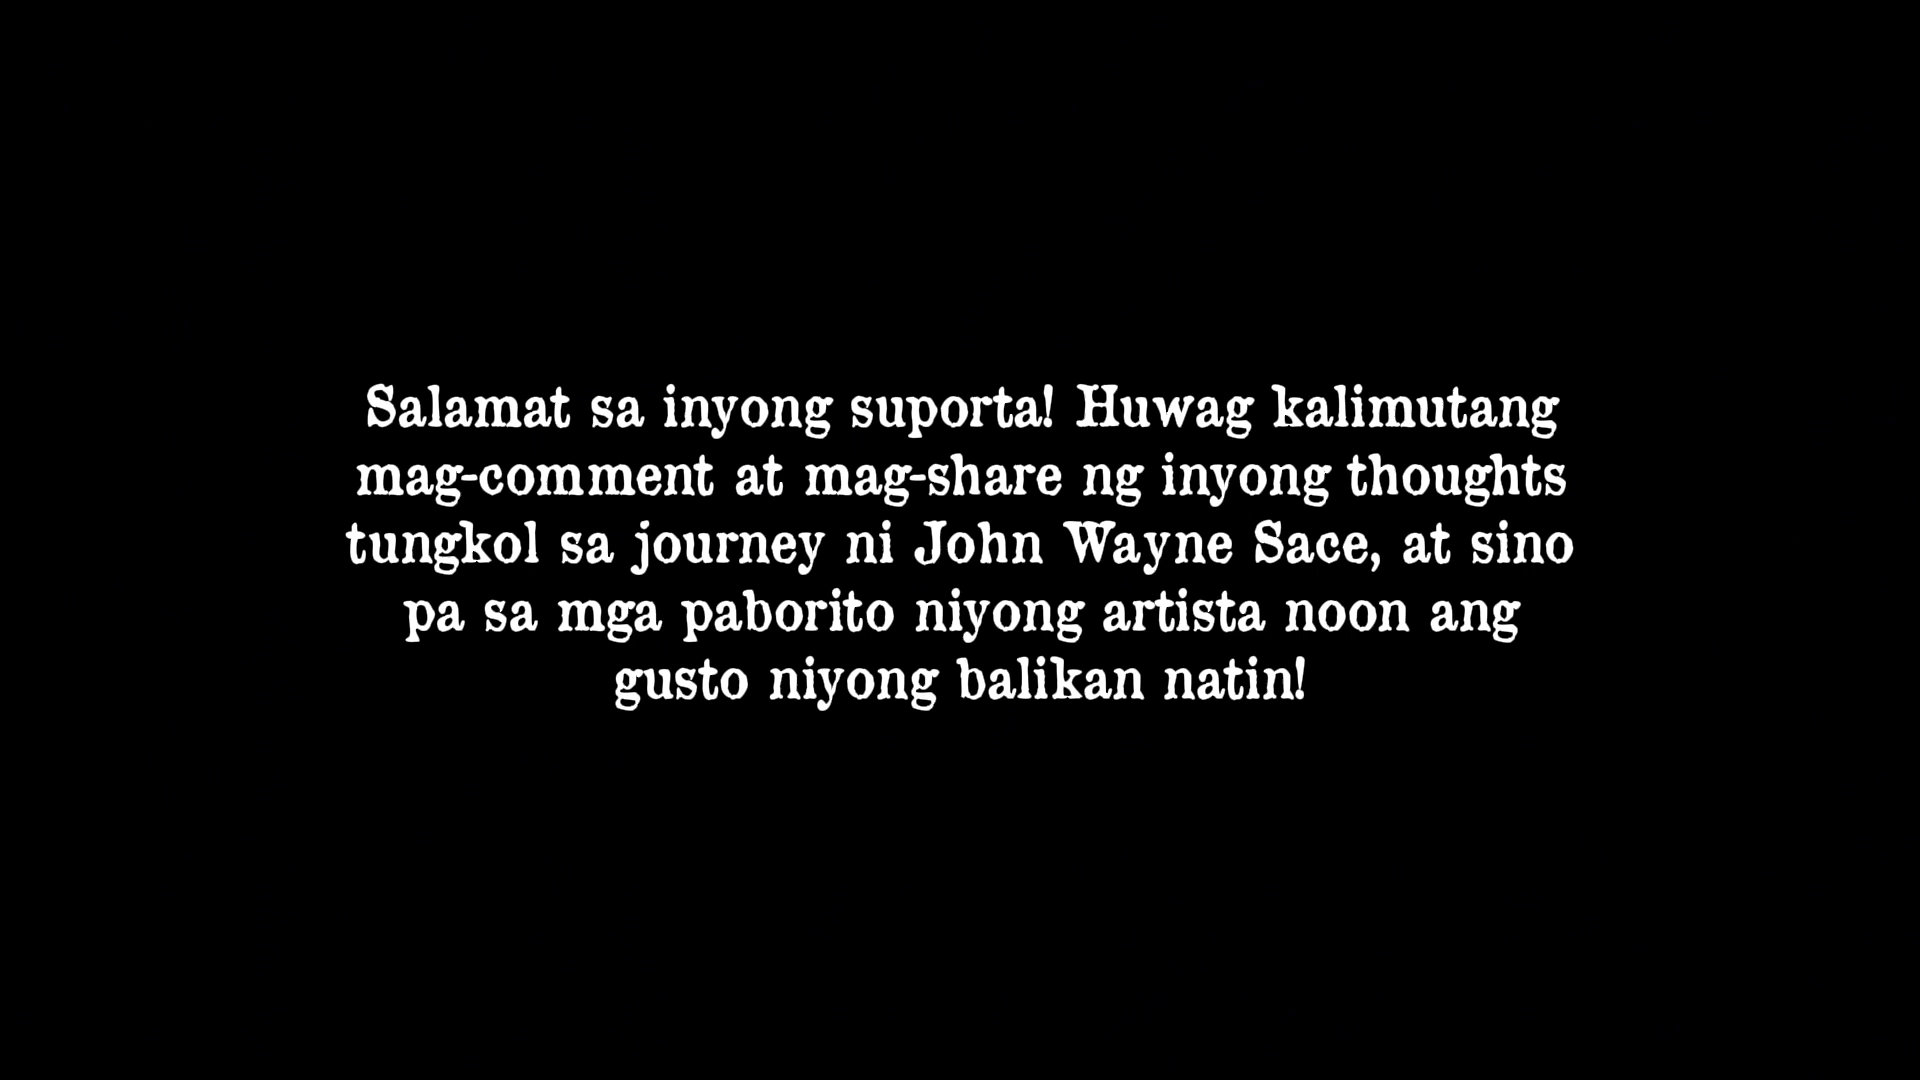 Salamat sa inyong suporta! Huwag kalimutang
mag-comment at mag-share ng inyong thoughts
tungkol sa journey ni John Wayne Sace, at sino
pa sa mga paborito niyong artista noon ang
gusto niyong balikan natin!